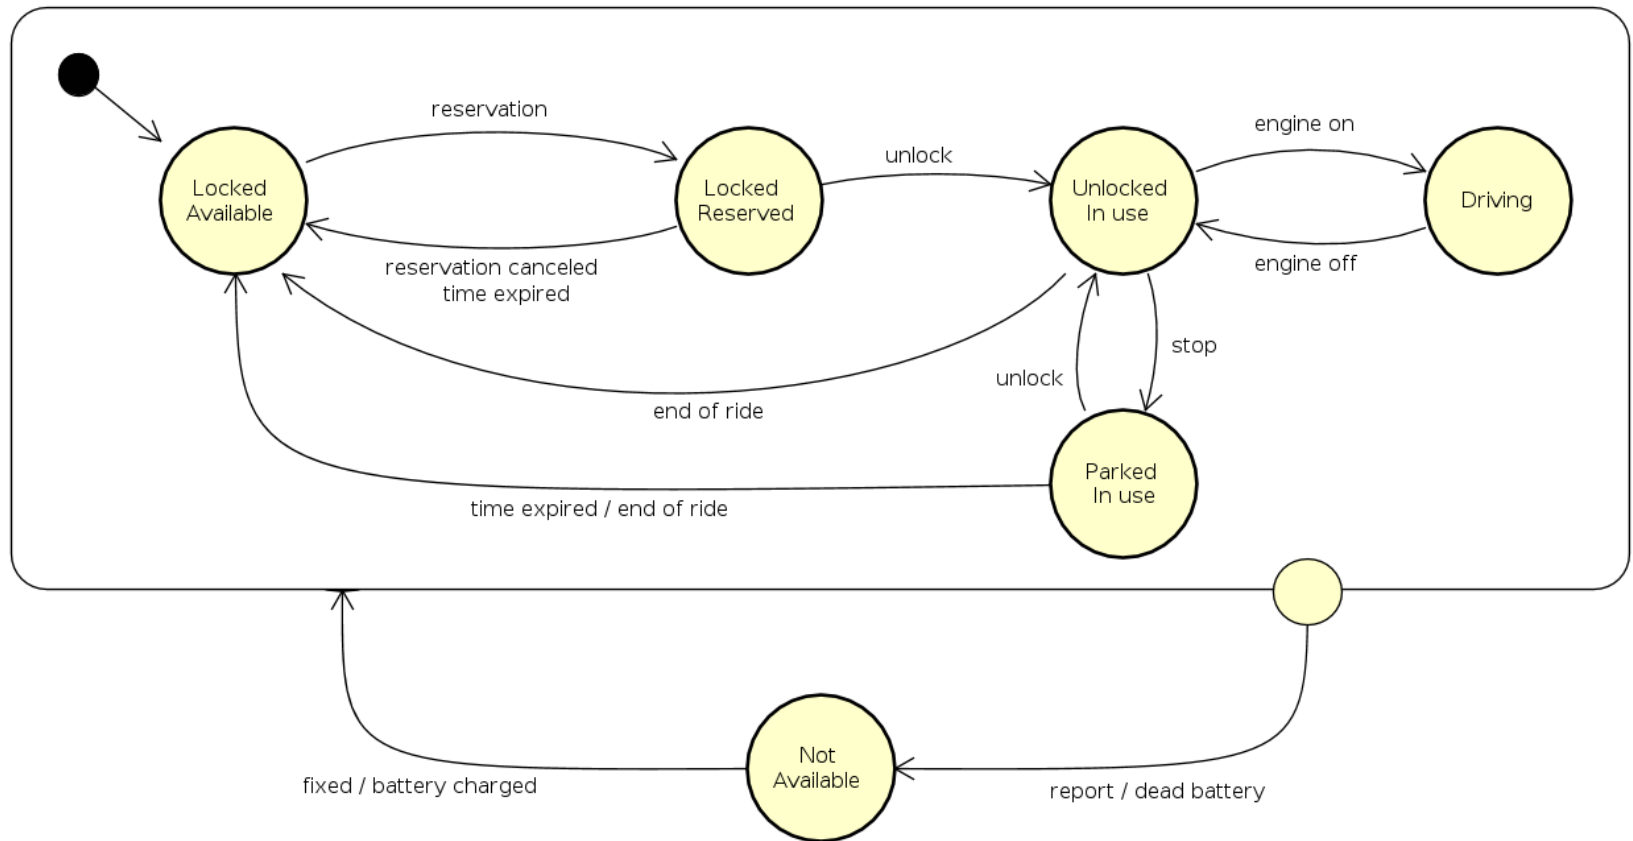 reservation
engine on
unlock
Locked
Available
Locked
Reserved
Unlocked
In use
Driving
reservation canceled
time expired
engine off
stop
unlock
end of ride
Parked
In use
time expired / end of ride
Not
Available
fixed / battery charged
report / dead battery